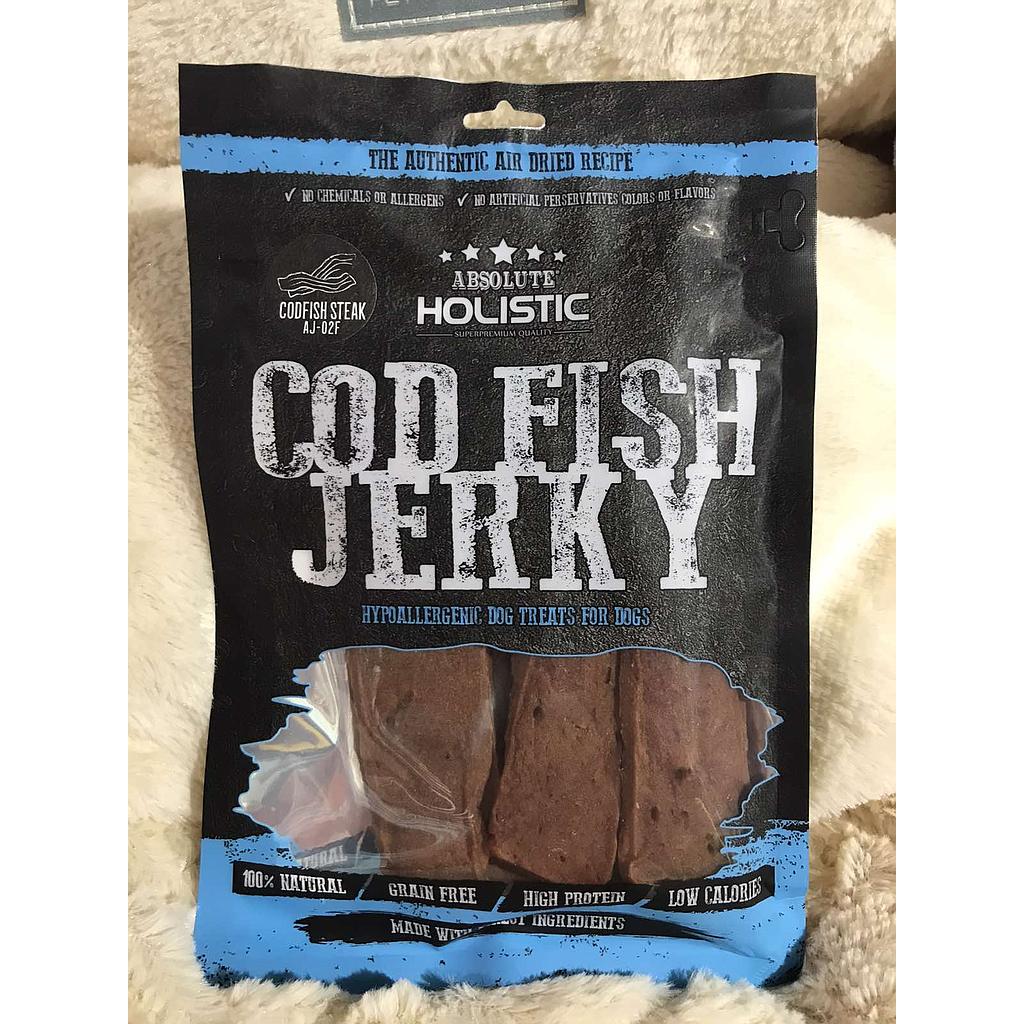 THE AUTHENTIC AIR DRIED RECIPE
✓ NO CHEMICALS OR ALLERGENS ✓ NO ARTIFICIAL PERSERVATIVES COLORS OR FLAVORS
CODFISH STEAK
AJ-02F
ABSOLUTE
HOLISTIC
SUPERPREMIUM QUALITY
COD FISH
JERKY
HYPOALLERGENIC DOG TREATS FOR DOGS
100% NATURAL / GRAIN FREE / HIGH PROTEIN / LOW CALORIES
MADE WITH INGREDIENTS